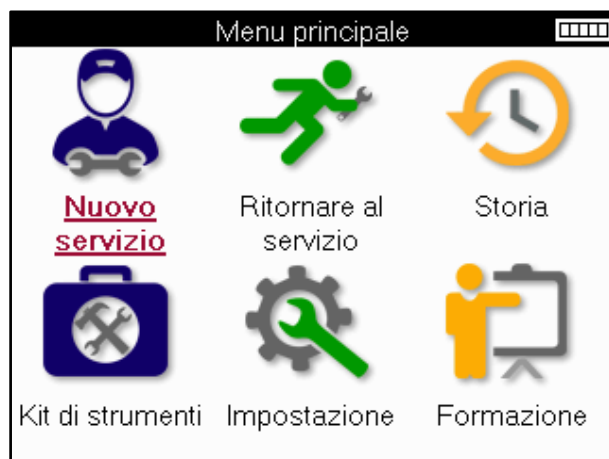 Menu principale
Nuovo servizio
Ritornare al servizio
Storia
Kit di strumenti
Impostazione
Formazione